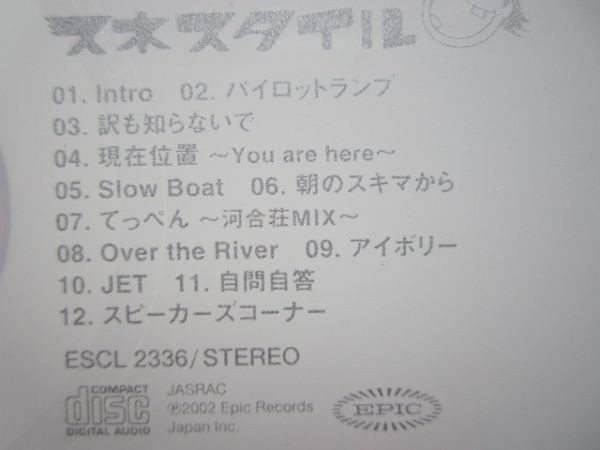 スネスタイル
01. Intro 02. パイロットランプ
03. 訳も知らないで
04. 現在位置 〜You are here〜
05. Slow Boat 06. 朝のスキマから
07. てっぺん 〜河合荘MIX〜
08. Over the River 09. アイボリー
10. JET 11. 自問自答
12. スピーカーズコーナー
ESCL 2336/STEREO
COMPACT
disc
DIGITAL AUDIO
JASRAC
℗2002 Epic Records
Japan Inc.
EPIC